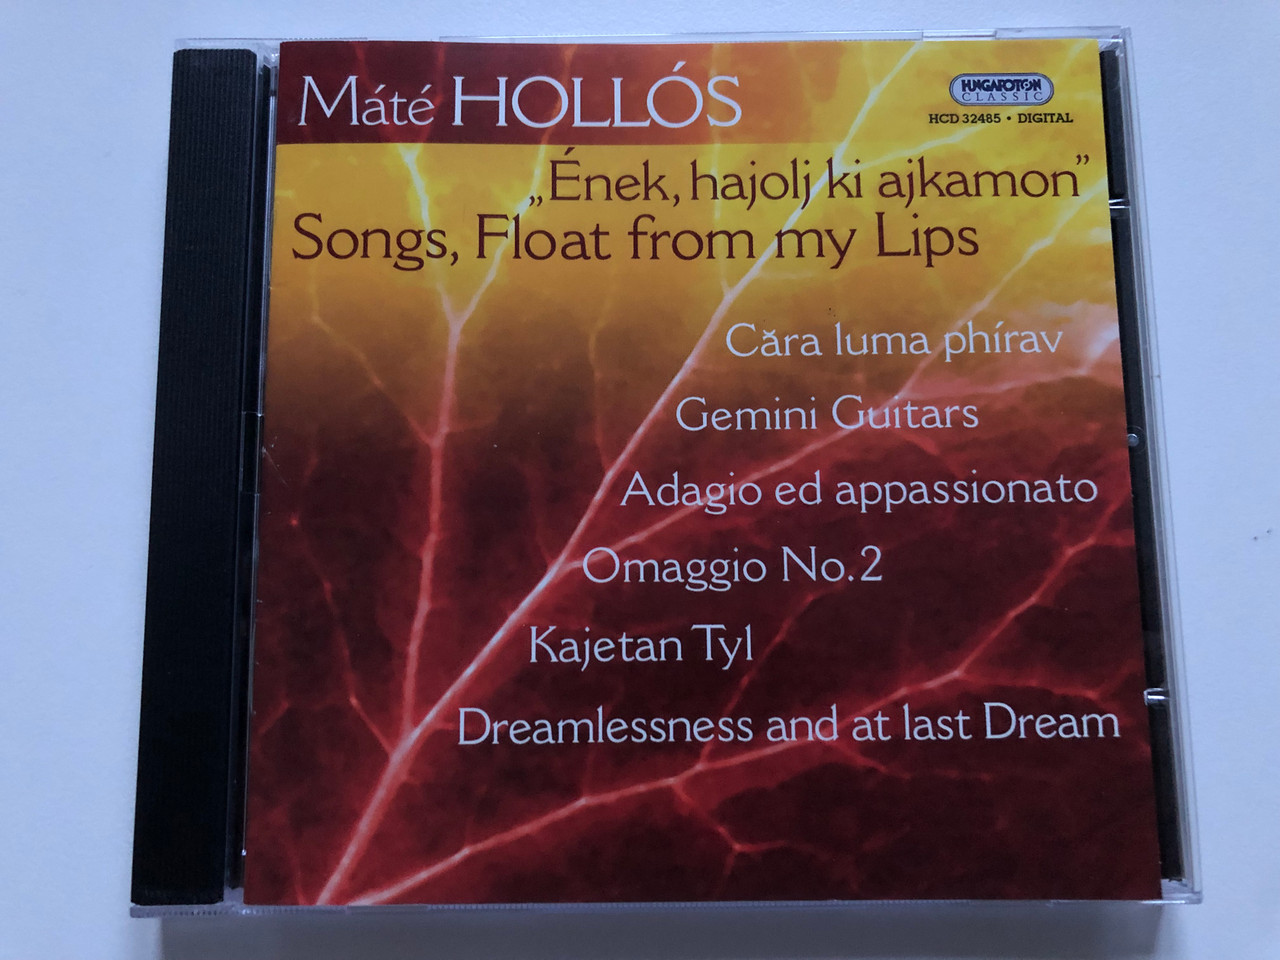 Máté HOLLÓS
HUNGAROTON
CLASSIC
HCD 32485 • DIGITAL
„Ének, hajolj ki ajkamon”
Songs, Float from my Lips
Căra luma phírav
Gemini Guitars
Adagio ed appassionato
Omaggio No.2
Kajetan Tyl
Dreamlessness and at last Dream